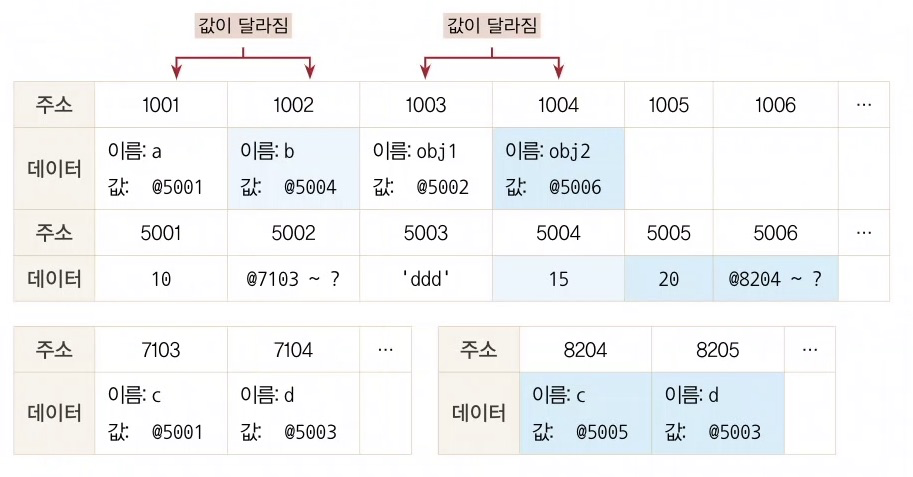 값이 달라짐 값이 달라짐
주소 1001 1002 1003 1004 1005 1006 ···
데이터
이름: a 이름: b 이름: obj1 이름: obj2
값: @5001 값: @5004 값: @5002 값: @5006
주소 5001 5002 5003 5004 5005 5006 ···
데이터 10 @7103 ~ ? 'ddd' 15 20 @8204 ~ ?
주소 7103 7104 ···
데이터
이름: c 이름: d
값: @5001 값: @5003
주소 8204 8205 ···
데이터
이름: c 이름: d
값: @5005 값: @5003